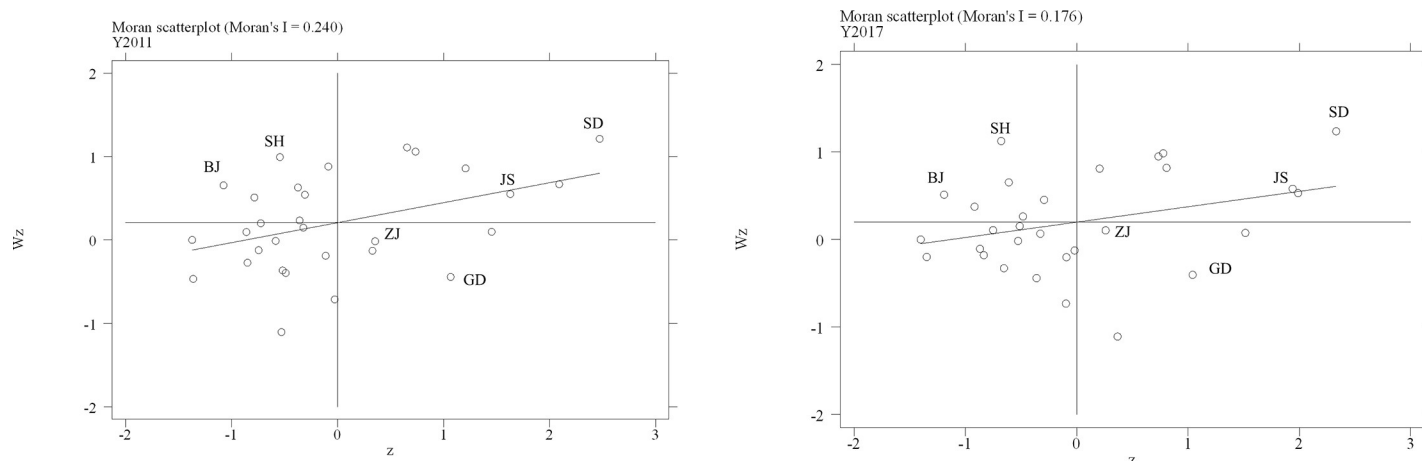 Moran scatterplot (Moran's I = 0.240)
Y2011
2
1
0
-1
-2
Wz
SD
SH
BJ
JS
ZJ
GD
-2 -1 0 1 2 3
z
Moran scatterplot (Moran's I = 0.176)
Y2017
2
1
0
-1
-2
Wz
SD
SH
BJ
JS
ZJ
GD
-2 -1 0 1 2 3
z